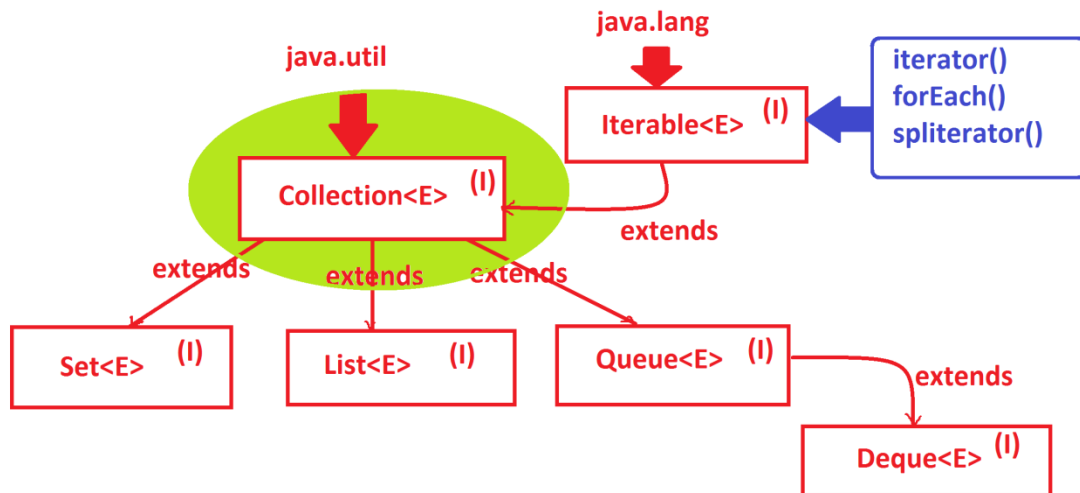 java.lang
java.util
iterator()
forEach()
spliterator()
Iterable<E> (I)
Collection<E> (I)
extends
extends
extends
extends
Set<E> (I)
List<E> (I)
Queue<E> (I)
extends
Deque<E> (I)